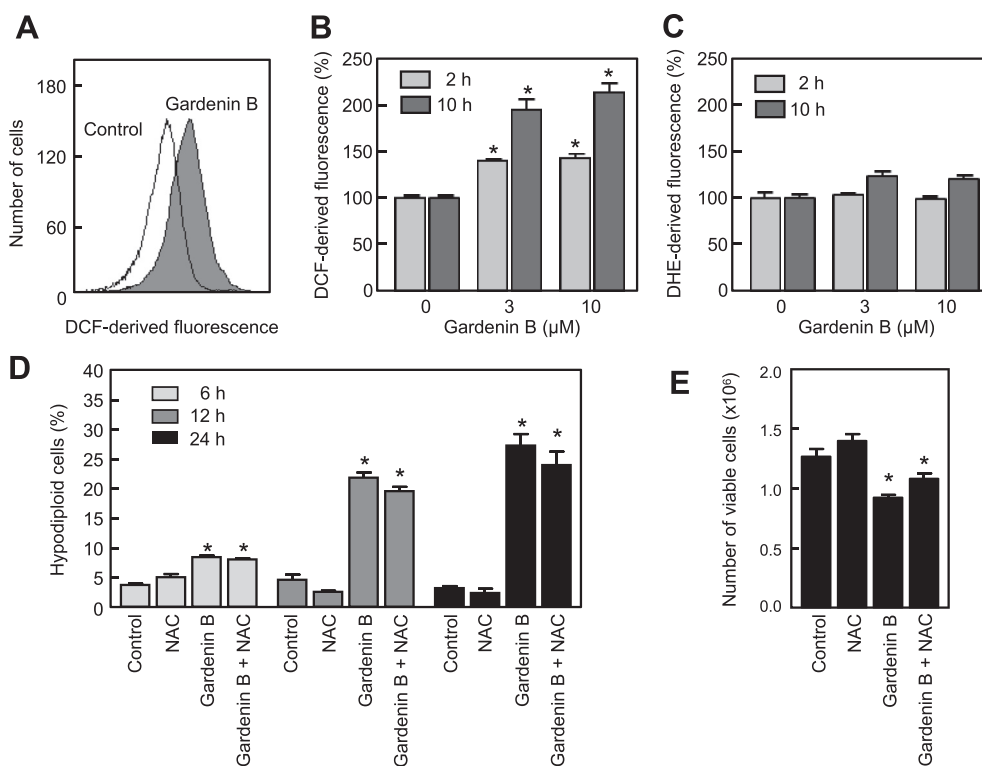 A
Number of cells
180
120
60
0
Control
Gardenin B
DCF-derived fluorescence
B
DCF-derived fluorescence (%)
250
200
150
100
50
0
2 h
10 h
*
*
*
*
0
3
10
Gardenin B (µM)
C
DHE-derived fluorescence (%)
250
200
150
100
50
0
2 h
10 h
0
3
10
Gardenin B (µM)
D
Hypodiploid cells (%)
40
35
30
25
20
15
10
5
0
6 h
12 h
24 h
*
*
*
*
*
*
Control
NAC
Gardenin B
Gardenin B + NAC
Control
NAC
Gardenin B
Gardenin B + NAC
Control
NAC
Gardenin B
Gardenin B + NAC
E
Number of viable cells (x10⁶)
2.0
1.5
1.0
0.5
0.0
*
*
Control
NAC
Gardenin B
Gardenin B + NAC